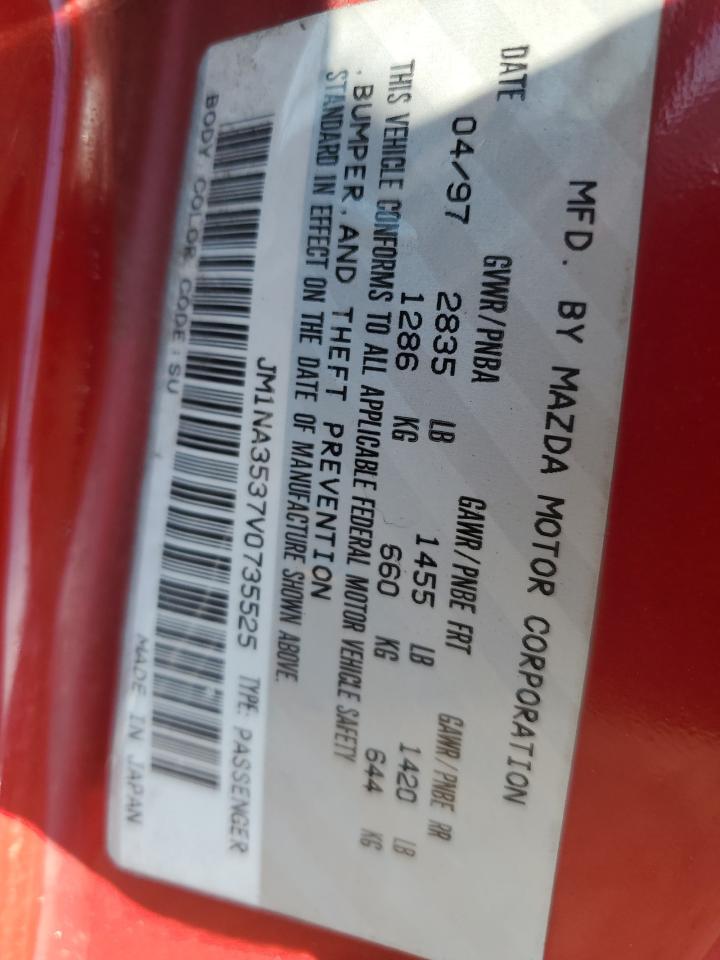 MFD. BY MAZDA MOTOR CORPORATION
DATE GVWR/PNBA GAWR/PNBE FRT GAWR/PNBE RR
04/97 2835 LB 1455 LB 1420 LB
1286 KG 660 KG 644 KG
THIS VEHICLE CONFORMS TO ALL APPLICABLE FEDERAL MOTOR VEHICLE SAFETY
, BUMPER, AND THEFT PREVENTION
STANDARD IN EFFECT ON THE DATE OF MANUFACTURE SHOWN ABOVE.
JM1NA3537V0735525 TYPE: PASSENGER
BODY COLOR CODE: SU MADE IN JAPAN